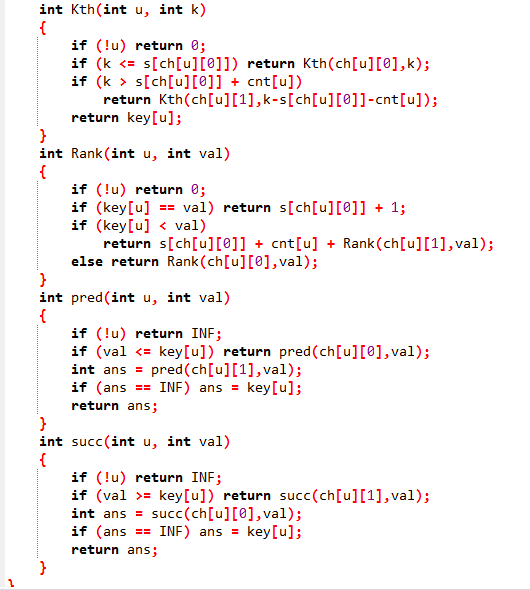 int Kth(int u, int k)
{
if (!u) return 0;
if (k <= s[ch[u][0]]) return Kth(ch[u][0],k);
if (k > s[ch[u][0]] + cnt[u])
return Kth(ch[u][1],k-s[ch[u][0]]-cnt[u]);
return key[u];
}
int Rank(int u, int val)
{
if (!u) return 0;
if (key[u] == val) return s[ch[u][0]] + 1;
if (key[u] < val)
return s[ch[u][0]] + cnt[u] + Rank(ch[u][1],val);
else return Rank(ch[u][0],val);
}
int pred(int u, int val)
{
if (!u) return INF;
if (val <= key[u]) return pred(ch[u][0],val);
int ans = pred(ch[u][1],val);
if (ans == INF) ans = key[u];
return ans;
}
int succ(int u, int val)
{
if (!u) return INF;
if (val >= key[u]) return succ(ch[u][1],val);
int ans = succ(ch[u][0],val);
if (ans == INF) ans = key[u];
return ans;
}
}